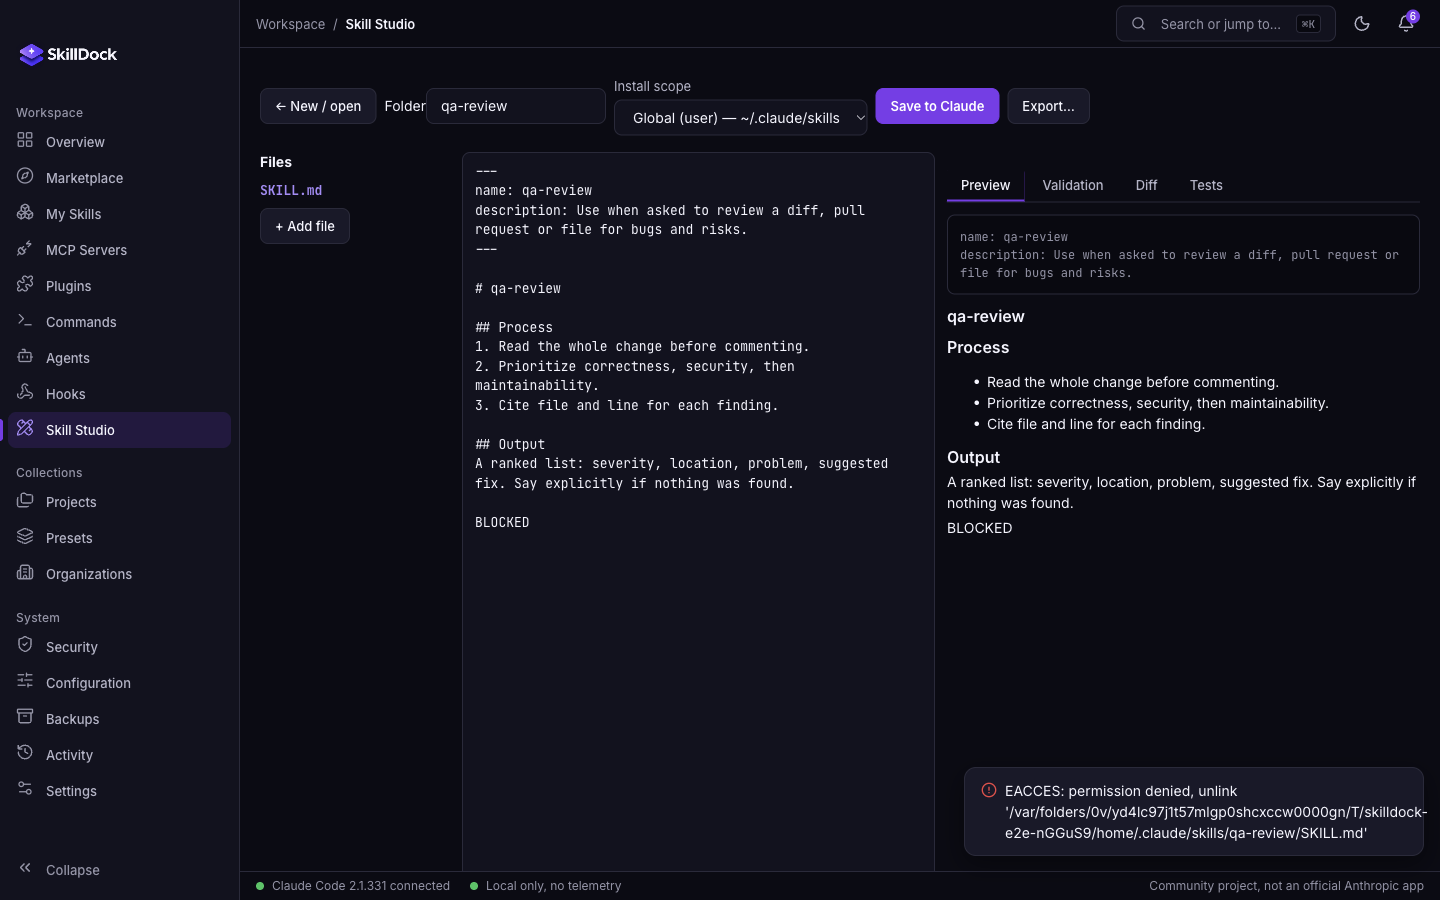 SkillDock
Workspace
Overview
Marketplace
My Skills
MCP Servers
Plugins
Commands
Agents
Hooks
Skill Studio
Collections
Projects
Presets
Organizations
System
Security
Configuration
Backups
Activity
Settings
Collapse
Workspace / Skill Studio
Search or jump to... ⌘K
6
← New / open
Folder
qa-review
Install scope
Global (user) — ~/.claude/skills
Save to Claude
Export...
Files
SKILL.md
+ Add file
---
name: qa-review
description: Use when asked to review a diff, pull
request or file for bugs and risks.
---
# qa-review
## Process
1. Read the whole change before commenting.
2. Prioritize correctness, security, then
maintainability.
3. Cite file and line for each finding.
## Output
A ranked list: severity, location, problem, suggested
fix. Say explicitly if nothing was found.
BLOCKED
Preview Validation Diff Tests
name: qa-review
description: Use when asked to review a diff, pull request or
file for bugs and risks.
qa-review
Process
• Read the whole change before commenting.
• Prioritize correctness, security, then maintainability.
• Cite file and line for each finding.
Output
A ranked list: severity, location, problem, suggested fix. Say explicitly if
nothing was found.
BLOCKED
EACCES: permission denied, unlink
'/var/folders/0v/yd4lc97j1t57mlgp0shcxccw0000gn/T/skilldock-
e2e-nGGuS9/home/.claude/skills/qa-review/SKILL.md'
Claude Code 2.1.331 connected
Local only, no telemetry
Community project, not an official Anthropic app